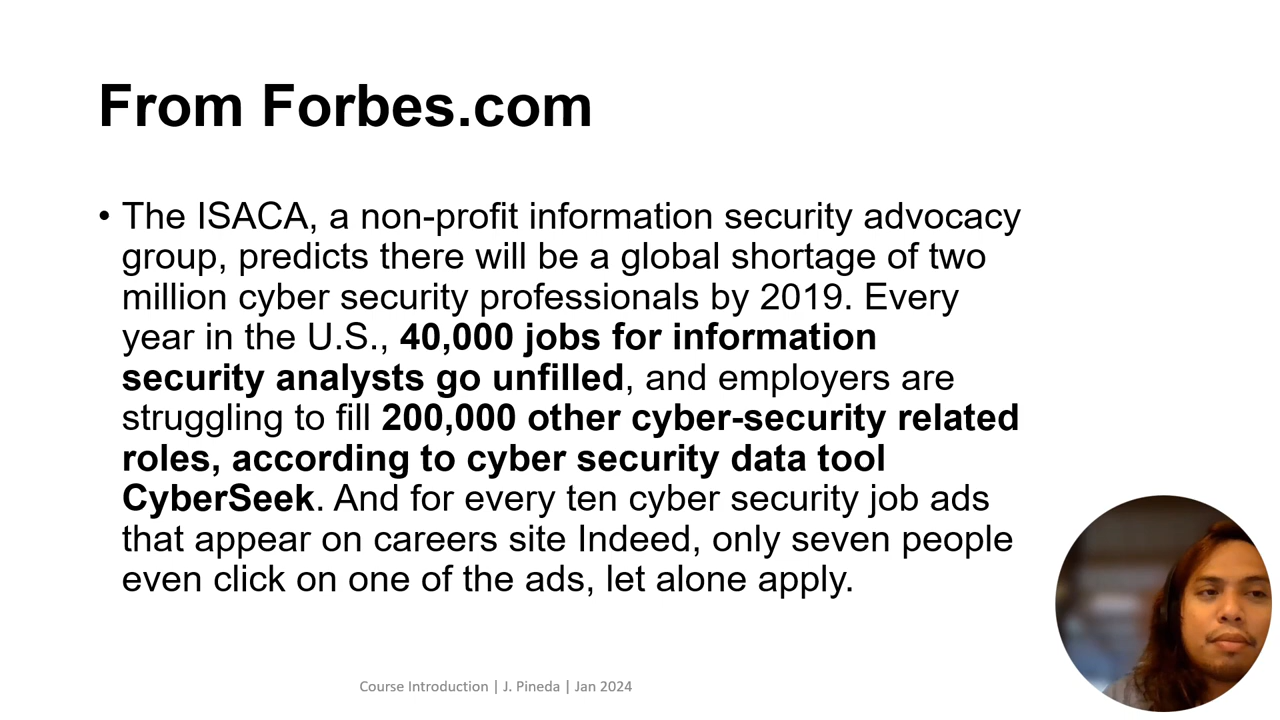 From Forbes.com
• The ISACA, a non-profit information security advocacy
group, predicts there will be a global shortage of two
million cyber security professionals by 2019. Every
year in the U.S., 40,000 jobs for information
security analysts go unfilled, and employers are
struggling to fill 200,000 other cyber-security related
roles, according to cyber security data tool
CyberSeek. And for every ten cyber security job ads
that appear on careers site Indeed, only seven people
even click on one of the ads, let alone apply.
Course Introduction | J. Pineda | Jan 2024